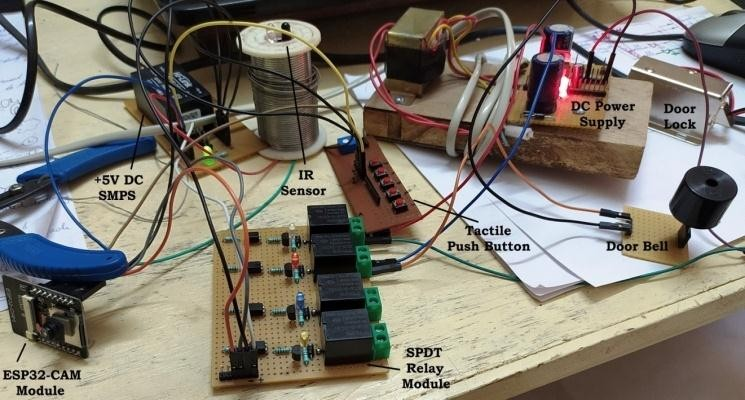 DC Power
Supply
Door
Lock
+5V DC
SMPS
IR
Sensor
Tactile
Push Button
Door Bell
ESP32-CAM
Module
SPDT
Relay
Module